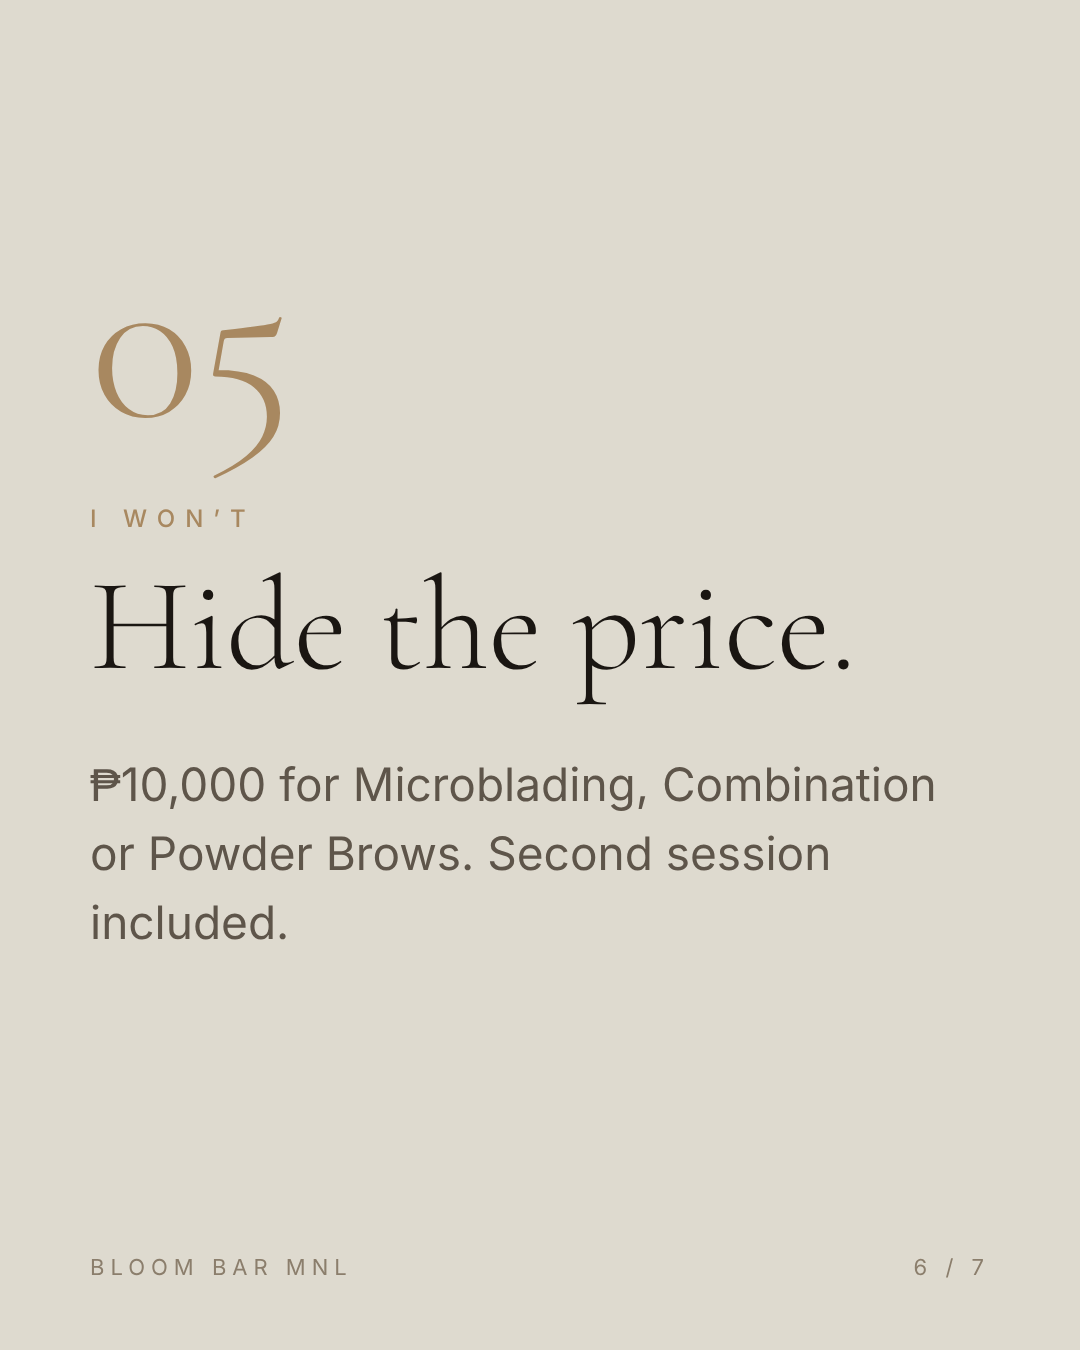 05
I WON’T
Hide the price.
₱10,000 for Microblading, Combination
or Powder Brows. Second session
included.
BLOOM BAR MNL
6 / 7